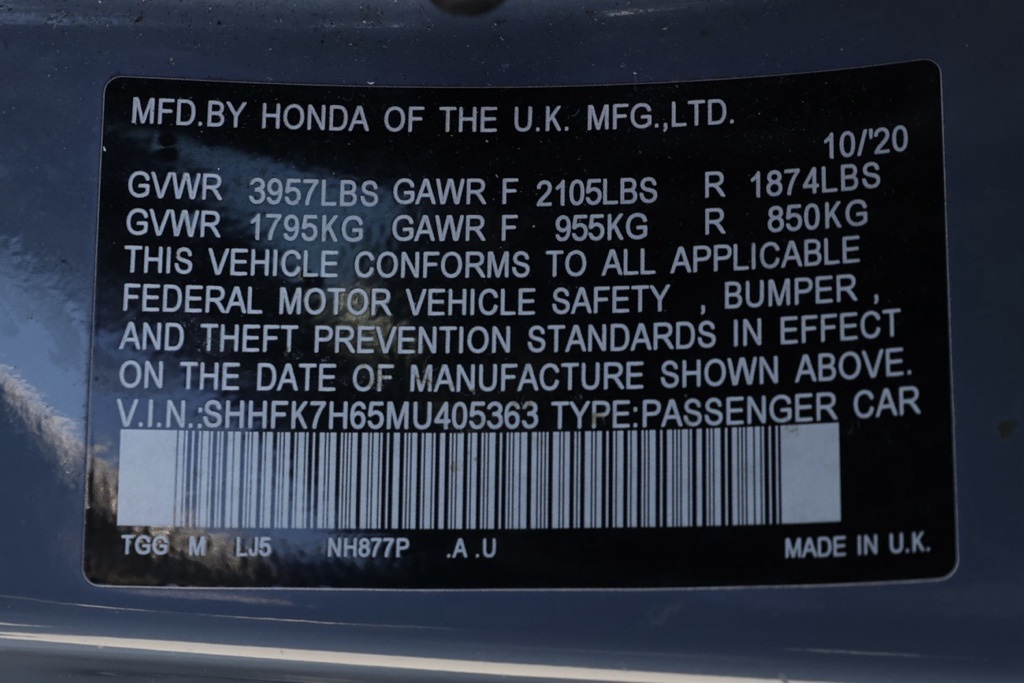 MFD.BY HONDA OF THE U.K. MFG.,LTD.
10/'20
GVWR 3957LBS GAWR F 2105LBS R 1874LBS
GVWR 1795KG GAWR F 955KG R 850KG
THIS VEHICLE CONFORMS TO ALL APPLICABLE
FEDERAL MOTOR VEHICLE SAFETY , BUMPER ,
AND THEFT PREVENTION STANDARDS IN EFFECT
ON THE DATE OF MANUFACTURE SHOWN ABOVE.
V.I.N.:SHHFK7H65MU405363 TYPE:PASSENGER CAR
TGG M LJ5 NH877P .A .U MADE IN U.K.